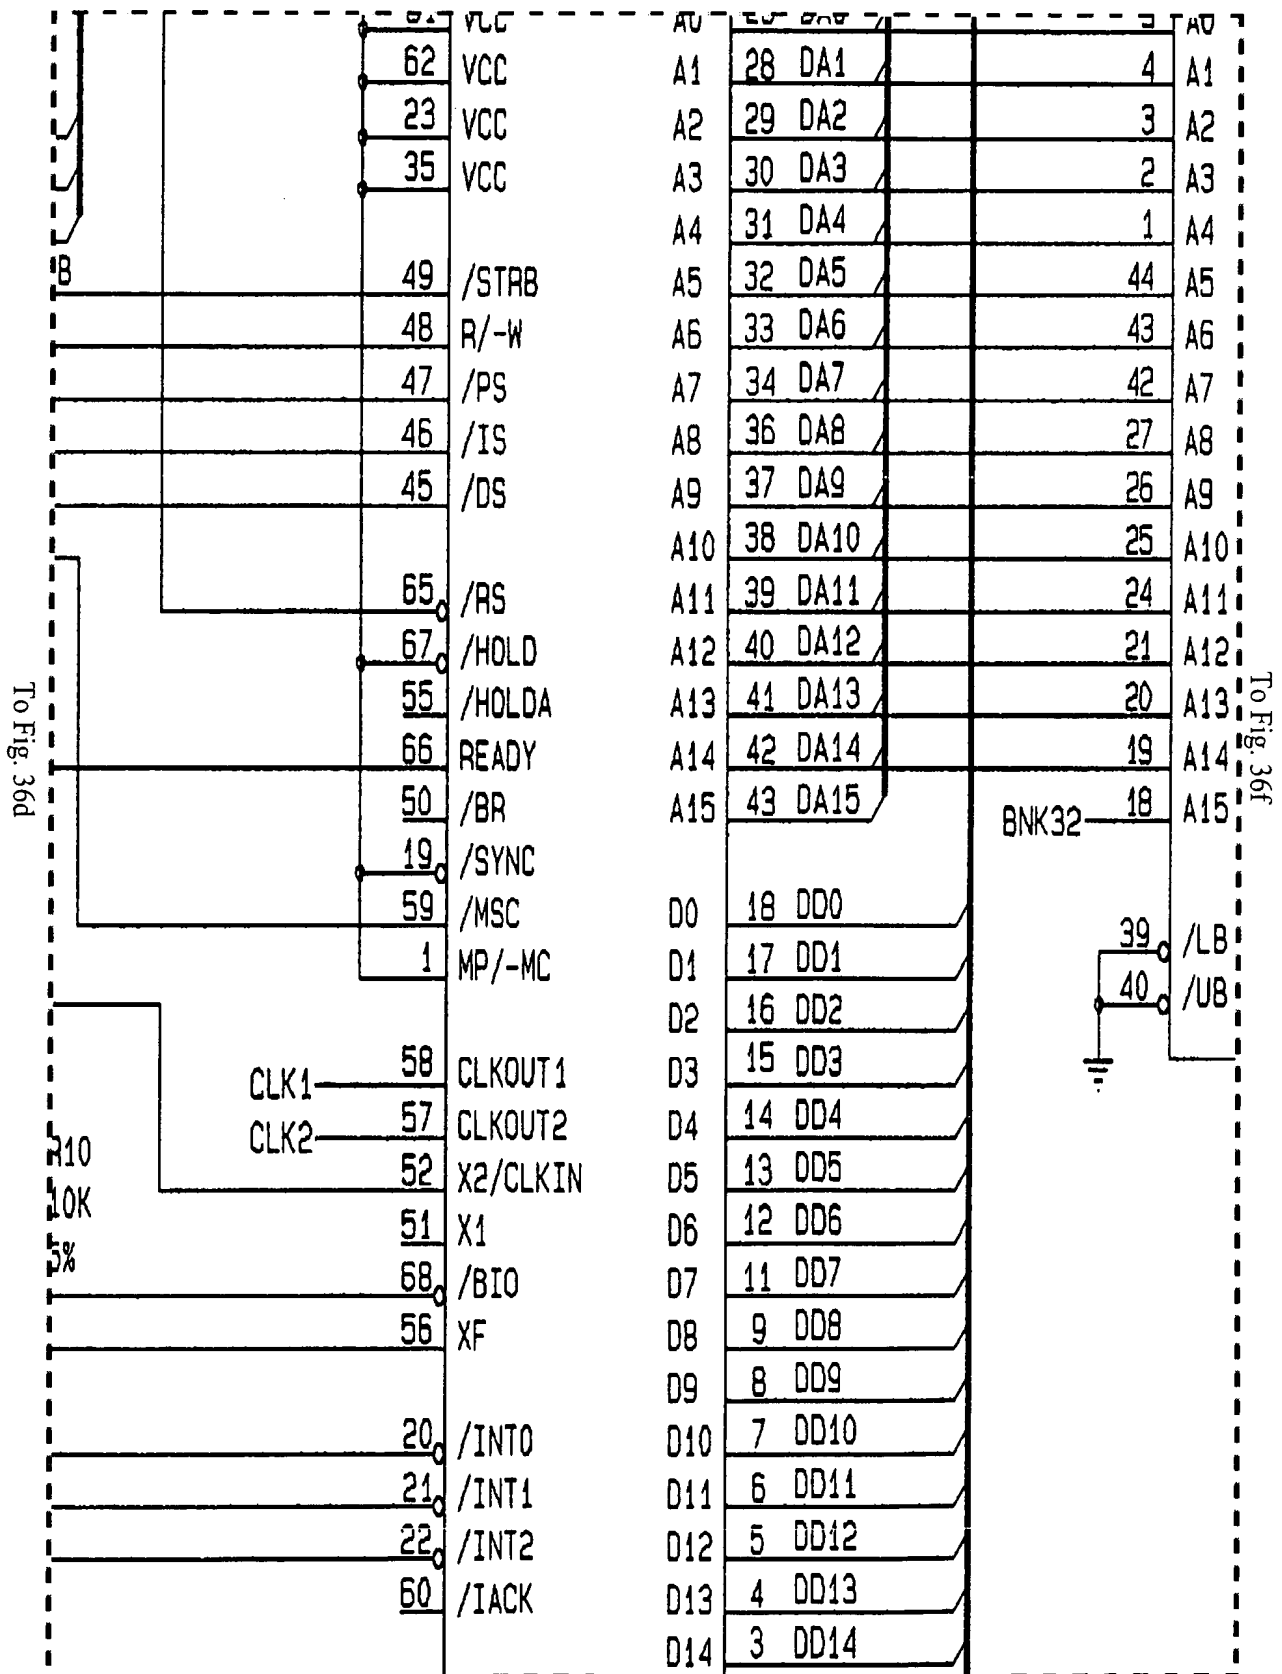 VCC A0 DA0 A0
62 VCC A1 28 DA1 4 A1
23 VCC A2 29 DA2 3 A2
35 VCC A3 30 DA3 2 A3
A4 31 DA4 1 A4
B 49 /STRB A5 32 DA5 44 A5
48 R/-W A6 33 DA6 43 A6
47 /PS A7 34 DA7 42 A7
46 /IS A8 36 DA8 27 A8
45 /DS A9 37 DA9 26 A9
A10 38 DA10 25 A10
65 /RS A11 39 DA11 24 A11
67 /HOLD A12 40 DA12 21 A12
55 /HOLDA A13 41 DA13 20 A13
66 READY A14 42 DA14 19 A14
50 /BR A15 43 DA15 BNK32 18 A15
To Fig. 36d
To Fig. 36f
19 /SYNC
59 /MSC D0 18 DD0 39 /LB
1 MP/-MC D1 17 DD1 40 /UB
D2 16 DD2
CLK1 58 CLKOUT1 D3 15 DD3
CLK2 57 CLKOUT2 D4 14 DD4
R10
52 X2/CLKIN D5 13 DD5
10K
51 X1 D6 12 DD6
5%
68 /BIO D7 11 DD7
56 XF D8 9 DD8
D9 8 DD9
20 /INT0 D10 7 DD10
21 /INT1 D11 6 DD11
22 /INT2 D12 5 DD12
60 /IACK D13 4 DD13
D14 3 DD14